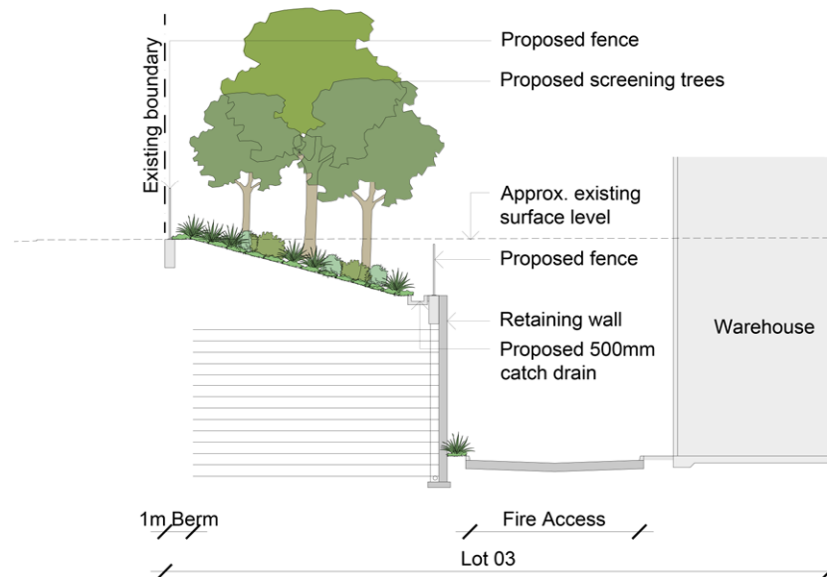 Existing boundary
Proposed fence
Proposed screening trees
Approx. existing
surface level
Proposed fence
Retaining wall
Proposed 500mm
catch drain
Warehouse
1m Berm
Fire Access
Lot 03